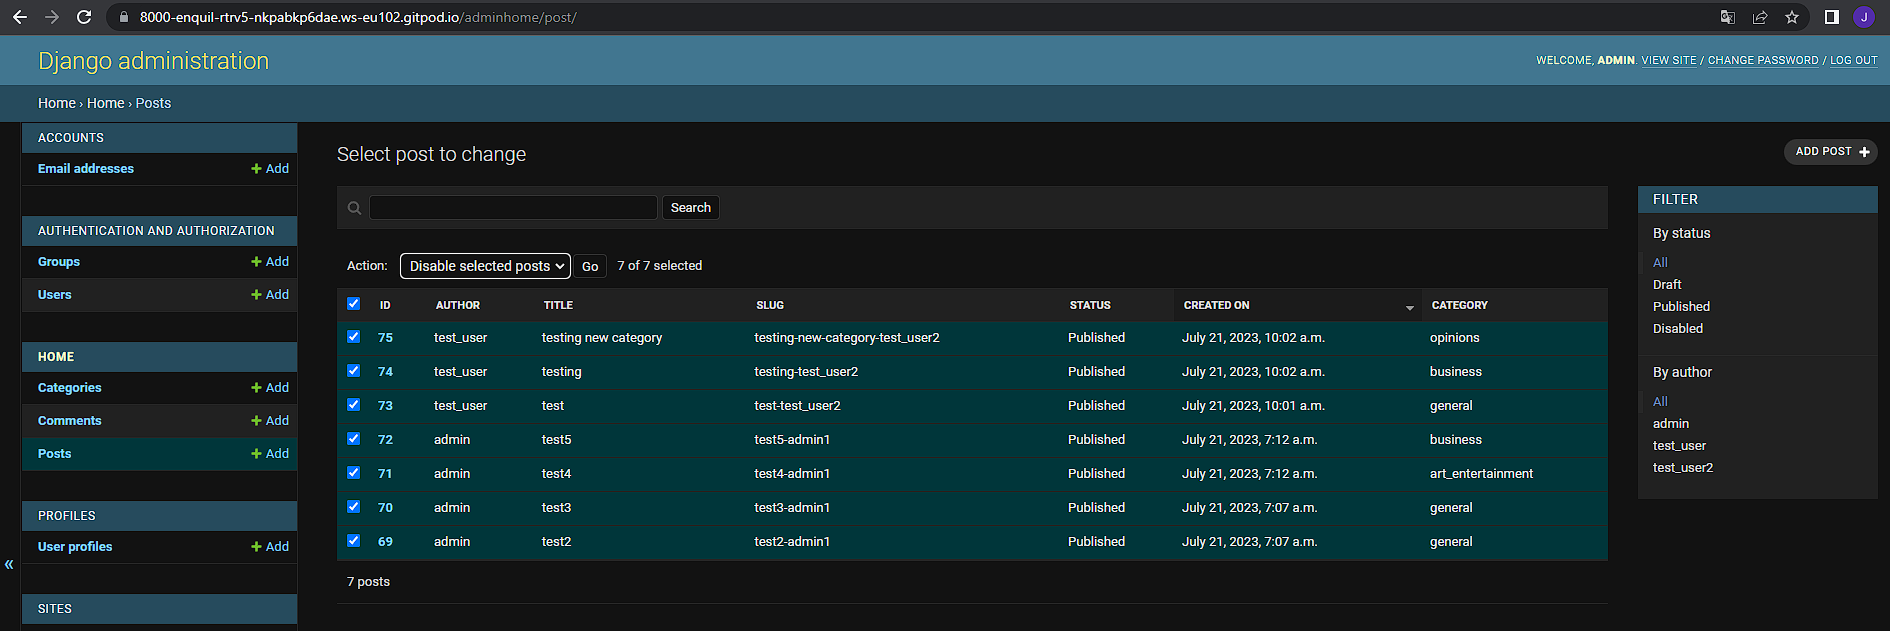 8000-enquil-rtrv5-nkpabkp6dae.ws-eu102.gitpod.io/adminhome/post/
J
Django administration
WELCOME, ADMIN. VIEW SITE / CHANGE PASSWORD / LOG OUT
Home › Home › Posts
ACCOUNTS
Email addresses + Add
AUTHENTICATION AND AUTHORIZATION
Groups + Add
Users + Add
HOME
Categories + Add
Comments + Add
Posts + Add
PROFILES
User profiles + Add
SITES
«
Select post to change
ADD POST +
Search
Action: Disable selected posts Go 7 of 7 selected
ID AUTHOR TITLE SLUG STATUS CREATED ON CATEGORY
75 test_user testing new category testing-new-category-test_user2 Published July 21, 2023, 10:02 a.m. opinions
74 test_user testing testing-test_user2 Published July 21, 2023, 10:02 a.m. business
73 test_user test test-test_user2 Published July 21, 2023, 10:01 a.m. general
72 admin test5 test5-admin1 Published July 21, 2023, 7:12 a.m. business
71 admin test4 test4-admin1 Published July 21, 2023, 7:12 a.m. art_entertainment
70 admin test3 test3-admin1 Published July 21, 2023, 7:07 a.m. general
69 admin test2 test2-admin1 Published July 21, 2023, 7:07 a.m. general
7 posts
FILTER
By status
All
Draft
Published
Disabled
By author
All
admin
test_user
test_user2